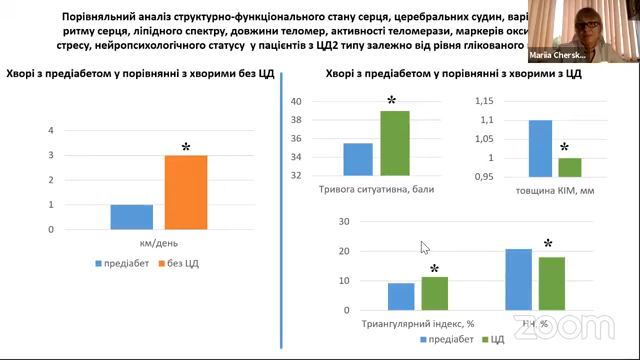 Порівняльний аналіз структурно-функціонального стану серця, церебральних судин, варі
ритму серця, ліпідного спектру, довжини теломер, активності теломерази, маркерів окси
стресу, нейропсихологічного статусу у пацієнтів з ЦД2 типу залежно від рівня глікованого
Mariia Chersk...
Хворі з предіабетом у порівнянні з хворими без ЦД
Хворі з предіабетом у порівнянні з хворими з ЦД
4
3
2
1
0
*
км/день
предіабет без ЦД
40
38
36
34
32
*
Тривога ситуативна, бали
1,15
1,1
1,05
1
0,95
*
товщина КІМ, мм
30
20
10
0
*
*
Триангулярний індекс, %
НЧ, %
предіабет ЦД
zoom